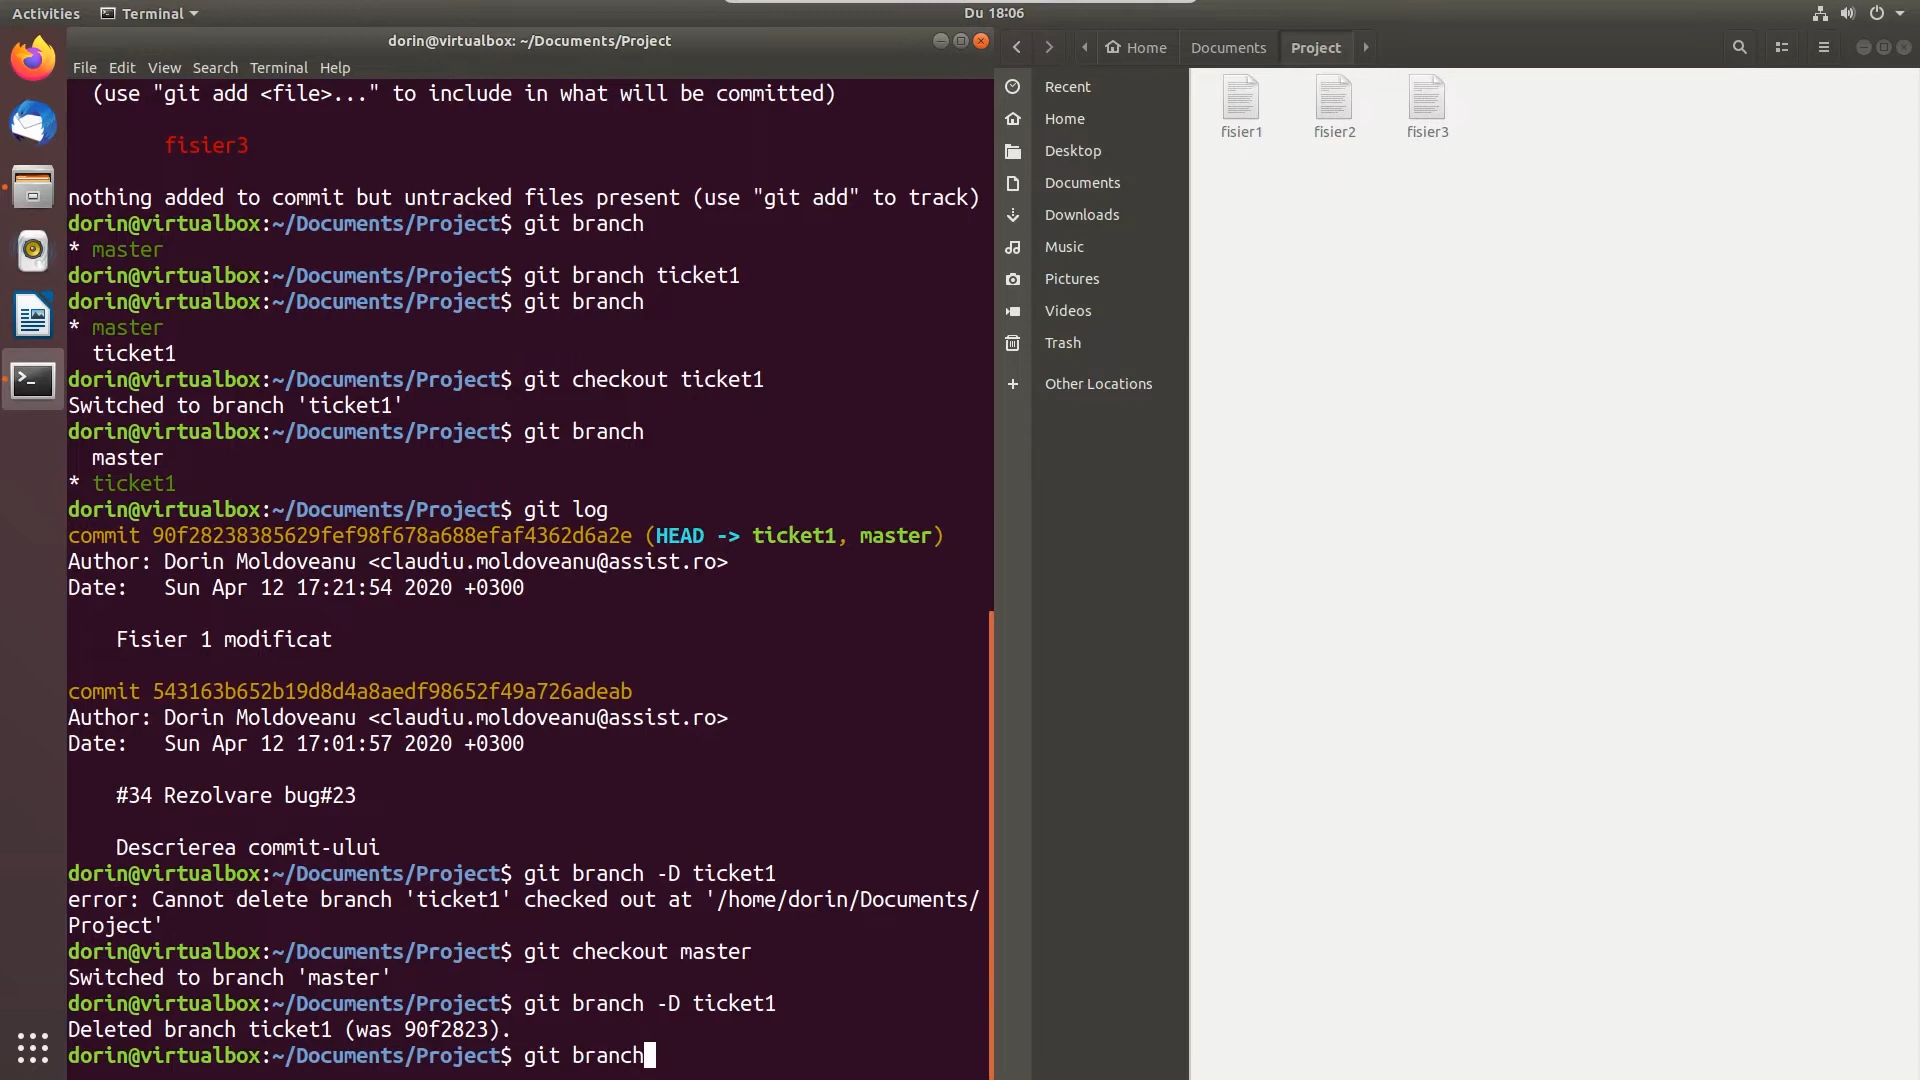 Activities
Terminal
Du 18:06
dorin@virtualbox: ~/Documents/Project
File Edit View Search Terminal Help
(use "git add <file>..." to include in what will be committed)
fisier3
nothing added to commit but untracked files present (use "git add" to track)
dorin@virtualbox:~/Documents/Project$ git branch
* master
dorin@virtualbox:~/Documents/Project$ git branch ticket1
dorin@virtualbox:~/Documents/Project$ git branch
* master
ticket1
dorin@virtualbox:~/Documents/Project$ git checkout ticket1
Switched to branch 'ticket1'
dorin@virtualbox:~/Documents/Project$ git branch
master
* ticket1
dorin@virtualbox:~/Documents/Project$ git log
commit 90f28238385629fef98f678a688efaf4362d6a2e (HEAD -> ticket1, master)
Author: Dorin Moldoveanu <claudiu.moldoveanu@assist.ro>
Date:   Sun Apr 12 17:21:54 2020 +0300
Fisier 1 modificat
commit 543163b652b19d8d4a8aedf98652f49a726adeab
Author: Dorin Moldoveanu <claudiu.moldoveanu@assist.ro>
Date:   Sun Apr 12 17:01:57 2020 +0300
#34 Rezolvare bug#23
Descrierea commit-ului
dorin@virtualbox:~/Documents/Project$ git branch -D ticket1
error: Cannot delete branch 'ticket1' checked out at '/home/dorin/Documents/
Project'
dorin@virtualbox:~/Documents/Project$ git checkout master
Switched to branch 'master'
dorin@virtualbox:~/Documents/Project$ git branch -D ticket1
Deleted branch ticket1 (was 90f2823).
dorin@virtualbox:~/Documents/Project$ git branch
Home Documents Project
Recent
Home
Desktop
Documents
Downloads
Music
Pictures
Videos
Trash
+ Other Locations
fisier1 fisier2 fisier3